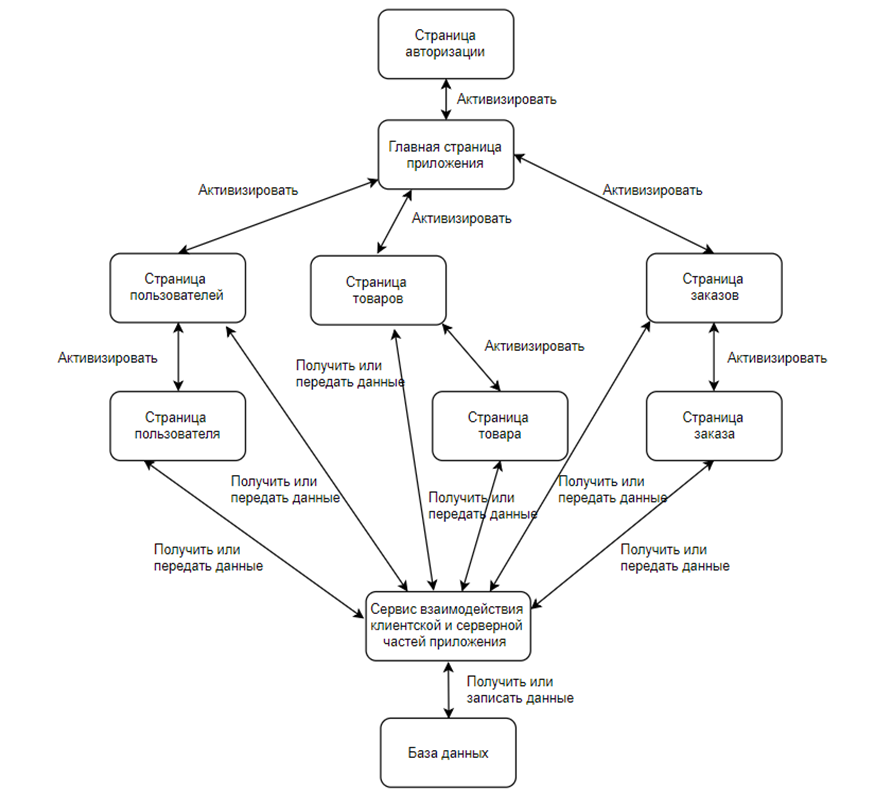 Страница
авторизации
Активизировать
Главная страница
приложения
Активизировать
Активизировать
Активизировать
Страница
пользователей
Страница
товаров
Страница
заказов
Активизировать
Получить или
передать данные
Активизировать
Активизировать
Страница
пользователя
Страница
товара
Страница
заказа
Получить или
передать данные
Получить или
передать данные
Получить или
передать данные
Получить или
передать данные
Получить или
передать данные
Сервис взаимодействия
клиентской и серверной
частей приложения
Получить или
записать данные
База данных